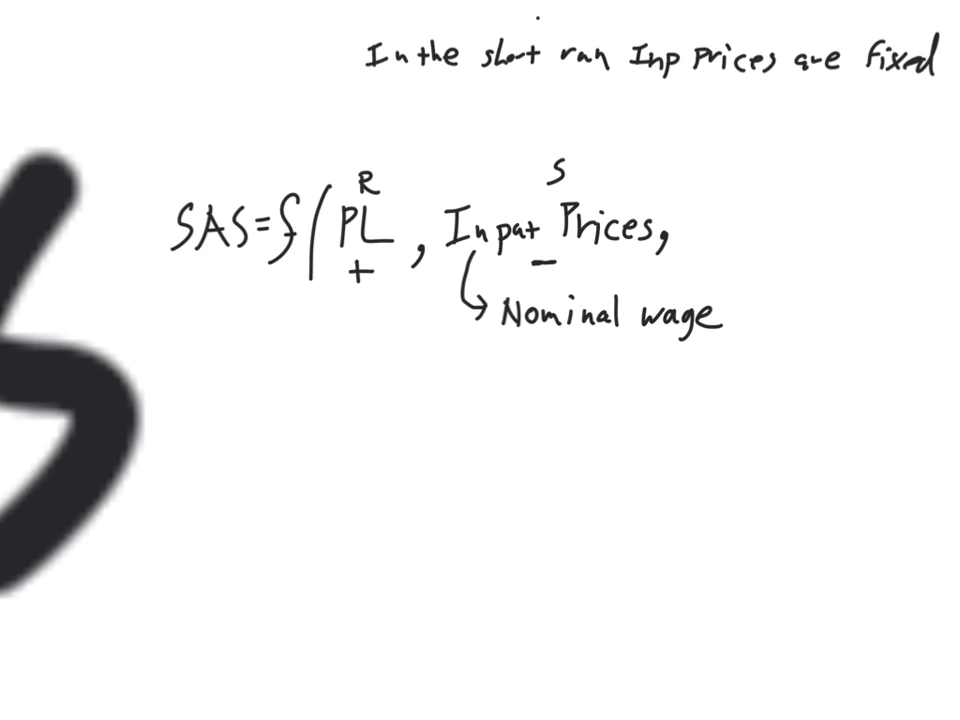 In the short run Inp Prices are fixed
R S
SAS=f(PL, Input Prices,
+ −
↳ Nominal wage